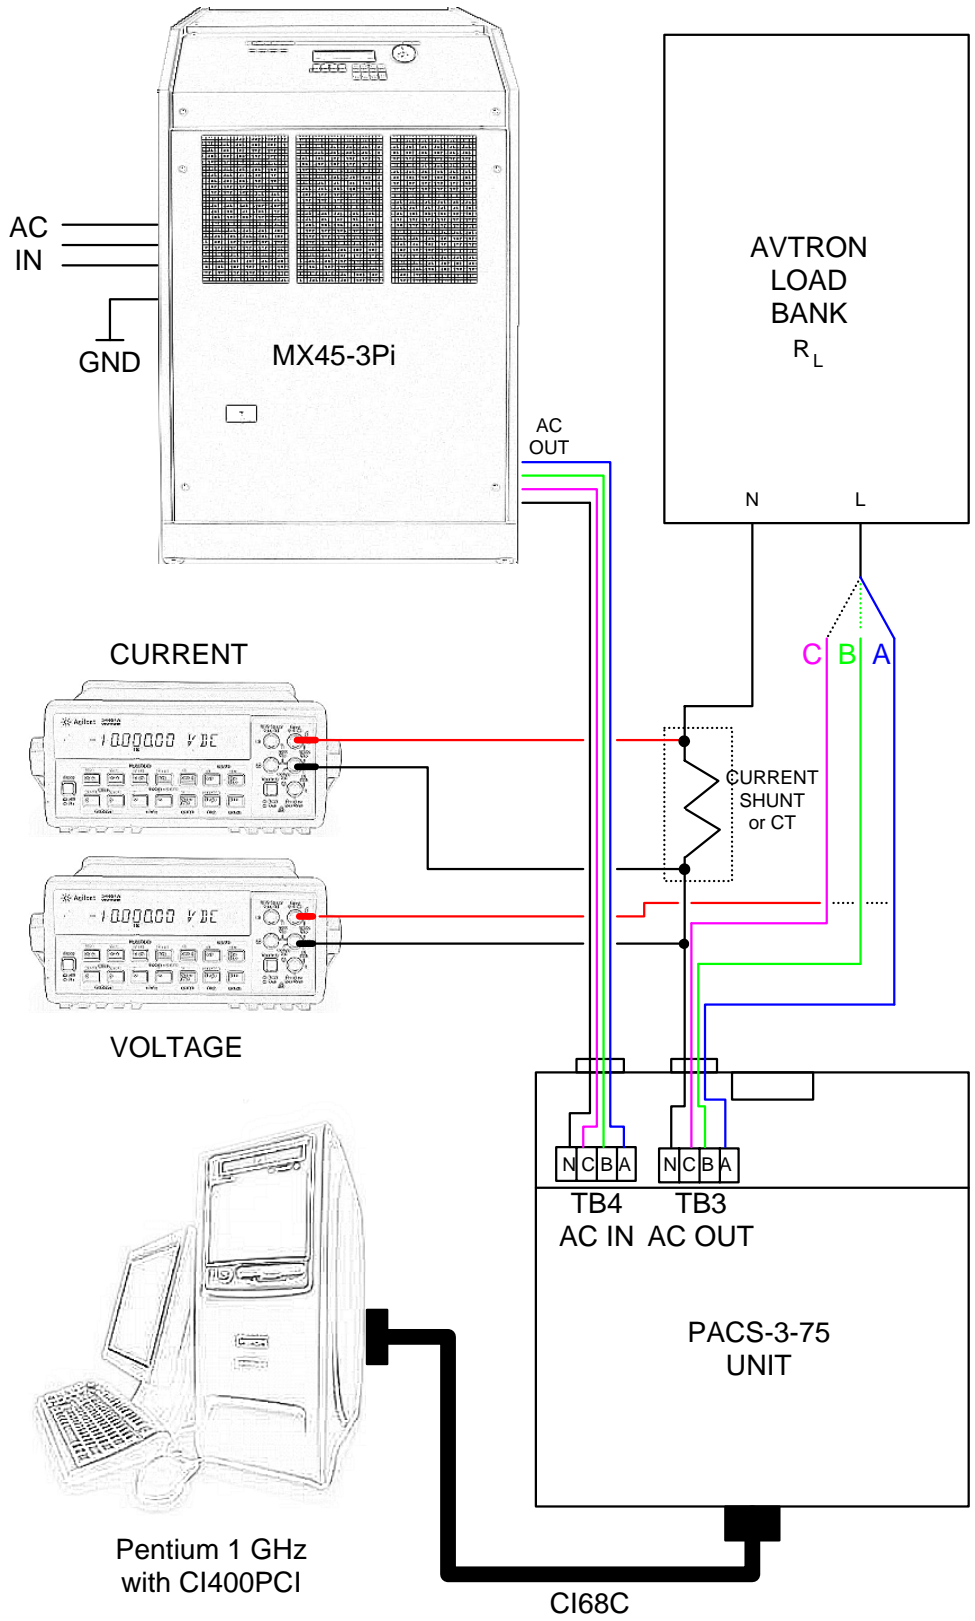 AC
IN
GND
MX45-3Pi
AC
OUT
AVTRON
LOAD
BANK
R L
N L
C B A
CURRENT
Agilent
-10.000.00 VDC
CURRENT
SHUNT
or CT
Agilent
-10.000.00 VDC
VOLTAGE
N C B A
N C B A
TB4
AC IN
TB3
AC OUT
PACS-3-75
UNIT
Pentium 1 GHz
with CI400PCI
CI68C